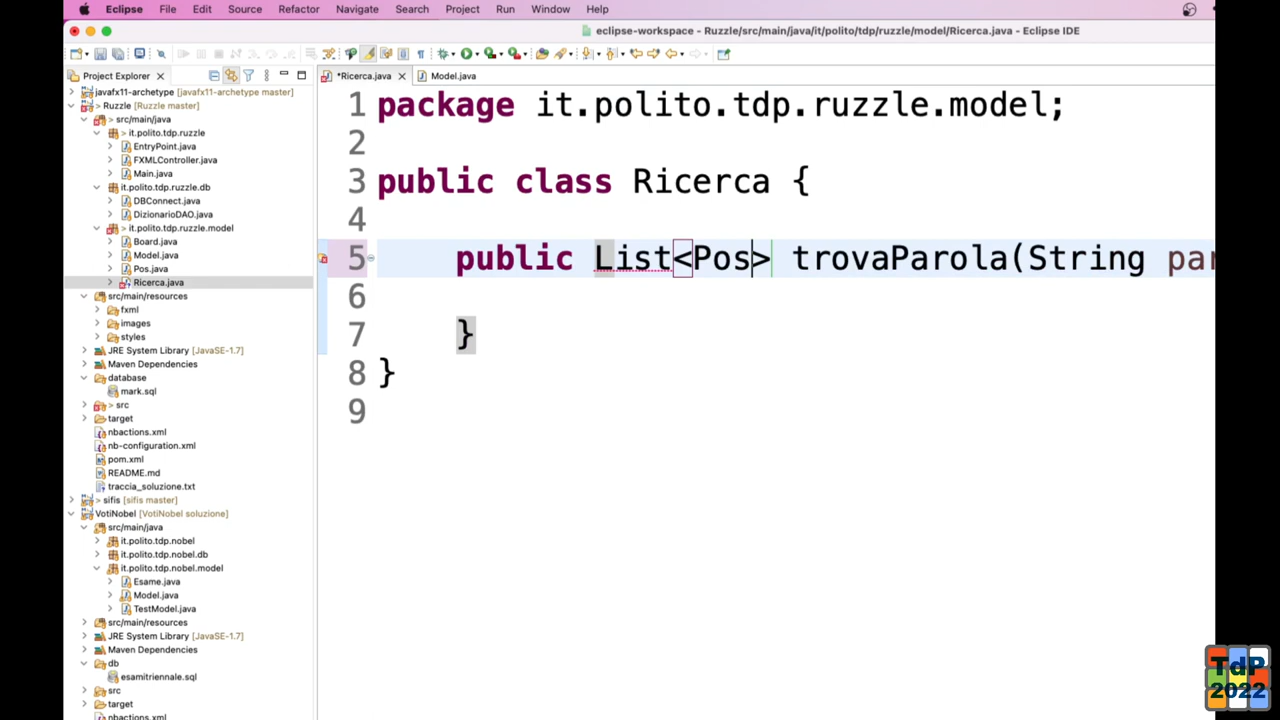 Eclipse File Edit Source Refactor Navigate Search Project Run Window Help
eclipse-workspace - Ruzzle/src/main/java/it/polito/tdp/ruzzle/model/Ricerca.java - Eclipse IDE
Project Explorer
*Ricerca.java
Model.java
javafx11-archetype [javafx11-archetype master]
> Ruzzle [Ruzzle master]
> src/main/java
> it.polito.tdp.ruzzle
EntryPoint.java
FXMLController.java
Main.java
it.polito.tdp.ruzzle.db
DBConnect.java
DizionarioDAO.java
> it.polito.tdp.ruzzle.model
Board.java
Model.java
Pos.java
Ricerca.java
src/main/resources
fxml
images
styles
JRE System Library [JavaSE-1.7]
Maven Dependencies
database
mark.sql
> src
target
nbactions.xml
nb-configuration.xml
pom.xml
README.md
traccia_soluzione.txt
> sifis [sifis master]
VotiNobel [VotiNobel soluzione]
src/main/java
it.polito.tdp.nobel
it.polito.tdp.nobel.db
it.polito.tdp.nobel.model
Esame.java
Model.java
TestModel.java
src/main/resources
JRE System Library [JavaSE-1.7]
Maven Dependencies
db
esamitriennale.sql
src
target
nbactions.xml
1 package it.polito.tdp.ruzzle.model;
2
3 public class Ricerca {
4
5 public List<Pos> trovaParola(String par
6
7 }
8 }
9
TdP
2022